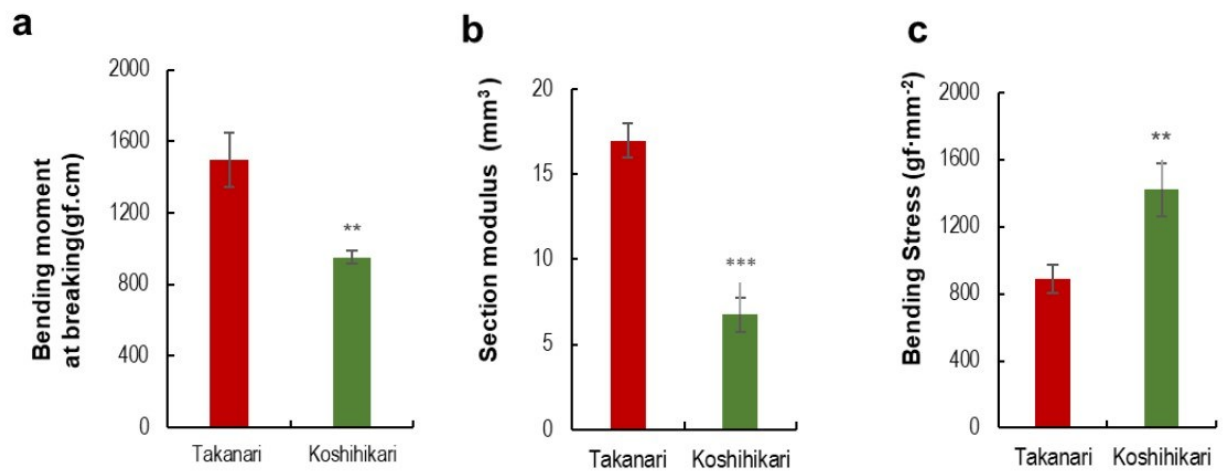 a
Bending moment
at breaking(gf.cm)
2000
1600
1200
800
400
0
**
Takanari Koshihikari
b
Section modulus (mm³)
20
15
10
5
0
***
Takanari Koshihikari
c
Bending Stress (gf·mm⁻²)
2000
1600
1200
800
400
0
**
Takanari Koshihikari